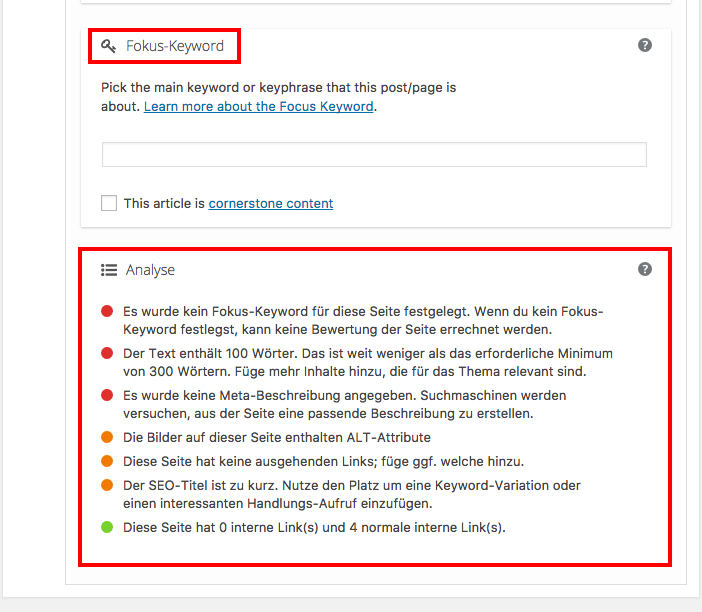 Fokus-Keyword
Pick the main keyword or keyphrase that this post/page is
about. Learn more about the Focus Keyword.
This article is cornerstone content
Analyse
Es wurde kein Fokus-Keyword für diese Seite festgelegt. Wenn du kein Fokus-
Keyword festlegst, kann keine Bewertung der Seite errechnet werden.
Der Text enthält 100 Wörter. Das ist weit weniger als das erforderliche Minimum
von 300 Wörtern. Füge mehr Inhalte hinzu, die für das Thema relevant sind.
Es wurde keine Meta-Beschreibung angegeben. Suchmaschinen werden
versuchen, aus der Seite eine passende Beschreibung zu erstellen.
Die Bilder auf dieser Seite enthalten ALT-Attribute
Diese Seite hat keine ausgehenden Links; füge ggf. welche hinzu.
Der SEO-Titel ist zu kurz. Nutze den Platz um eine Keyword-Variation oder
einen interessanten Handlungs-Aufruf einzufügen.
Diese Seite hat 0 interne Link(s) und 4 normale interne Link(s).